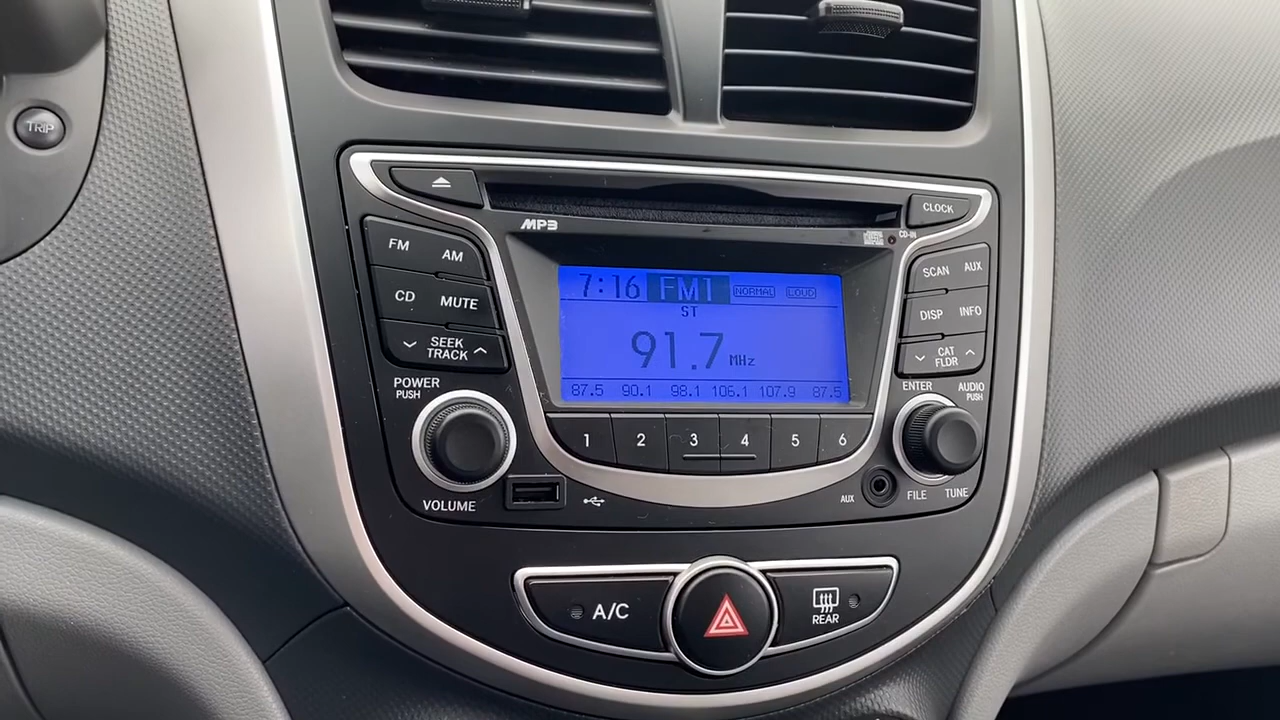 TRIP
CLOCK
MP3
CD-IN
FM AM
SCAN AUX
7:16 FM1 NORMAL LOUD
ST
CD MUTE
DISP INFO
91.7 MHz
SEEK
TRACK
CAT
FLDR
87.5 90.1 98.1 106.1 107.9 87.5
POWER
PUSH
ENTER
AUDIO
PUSH
1 2 3 4 5 6
VOLUME
AUX
FILE TUNE
A/C
REAR